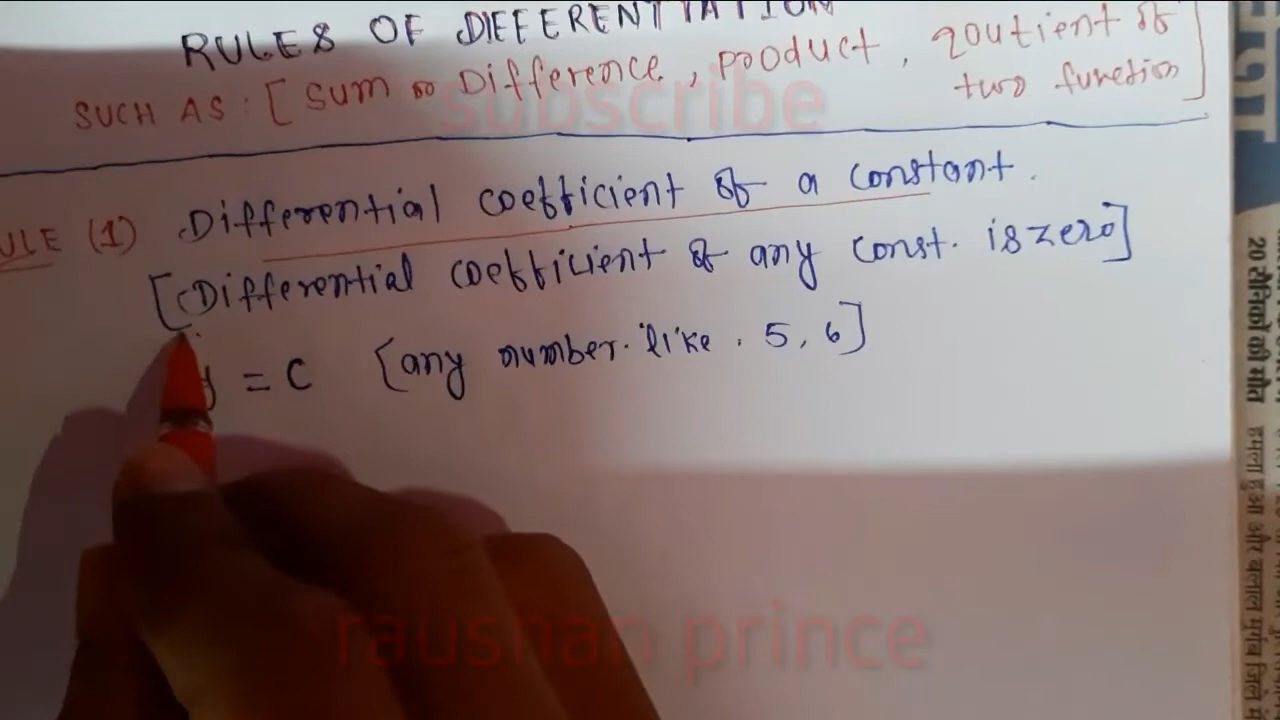 RULES OF DIFFERENTIATION
SUCH AS : [ SUM or Difference, product, qoutient of
two function ]
subscribe
ULE (1) Differential coefficient of a constant.
[Differential coefficient of any const. is zero]
y = c [any number. like . 5, 6]
raushan prince
20 सैनिकों की मौत